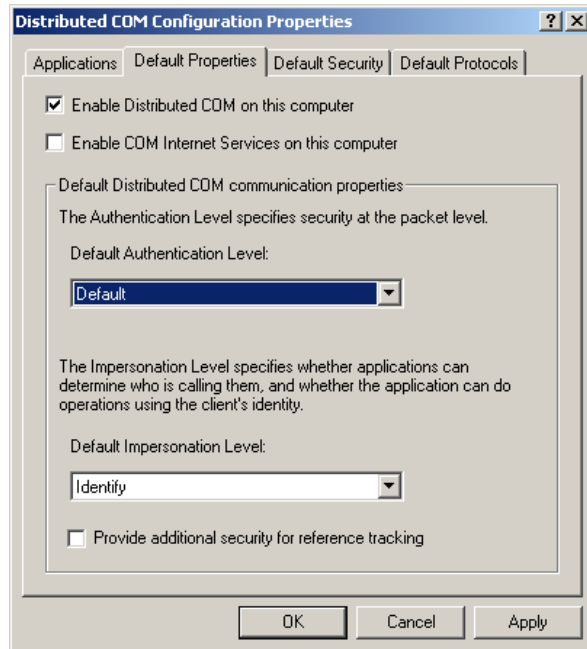 Distributed COM Configuration Properties
Applications Default Properties Default Security Default Protocols
Enable Distributed COM on this computer
Enable COM Internet Services on this computer
Default Distributed COM communication properties
The Authentication Level specifies security at the packet level.
Default Authentication Level:
Default
The Impersonation Level specifies whether applications can
determine who is calling them, and whether the application can do
operations using the client's identity.
Default Impersonation Level:
Identify
Provide additional security for reference tracking
OK Cancel Apply